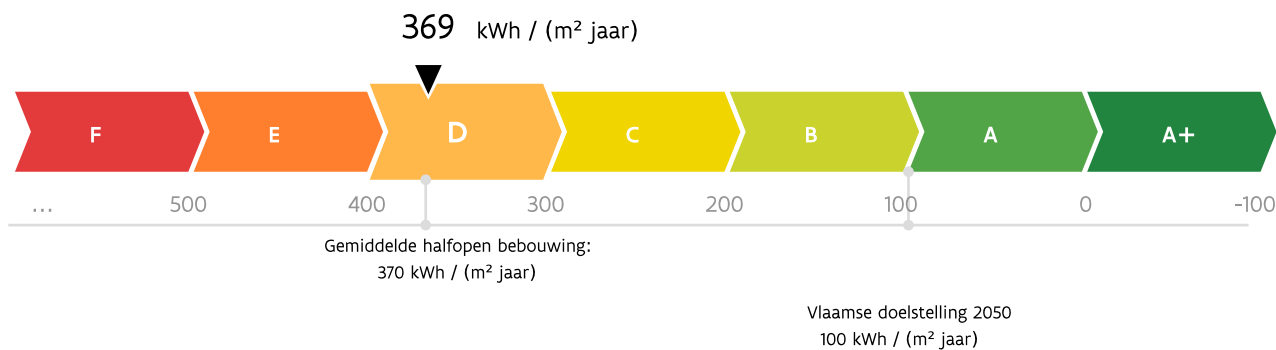 369 kWh / (m² jaar)
F E D C B A A+
... 500 400 300 200 100 0 -100
Gemiddelde halfopen bebouwing:
370 kWh / (m² jaar)
Vlaamse doelstelling 2050
100 kWh / (m² jaar)